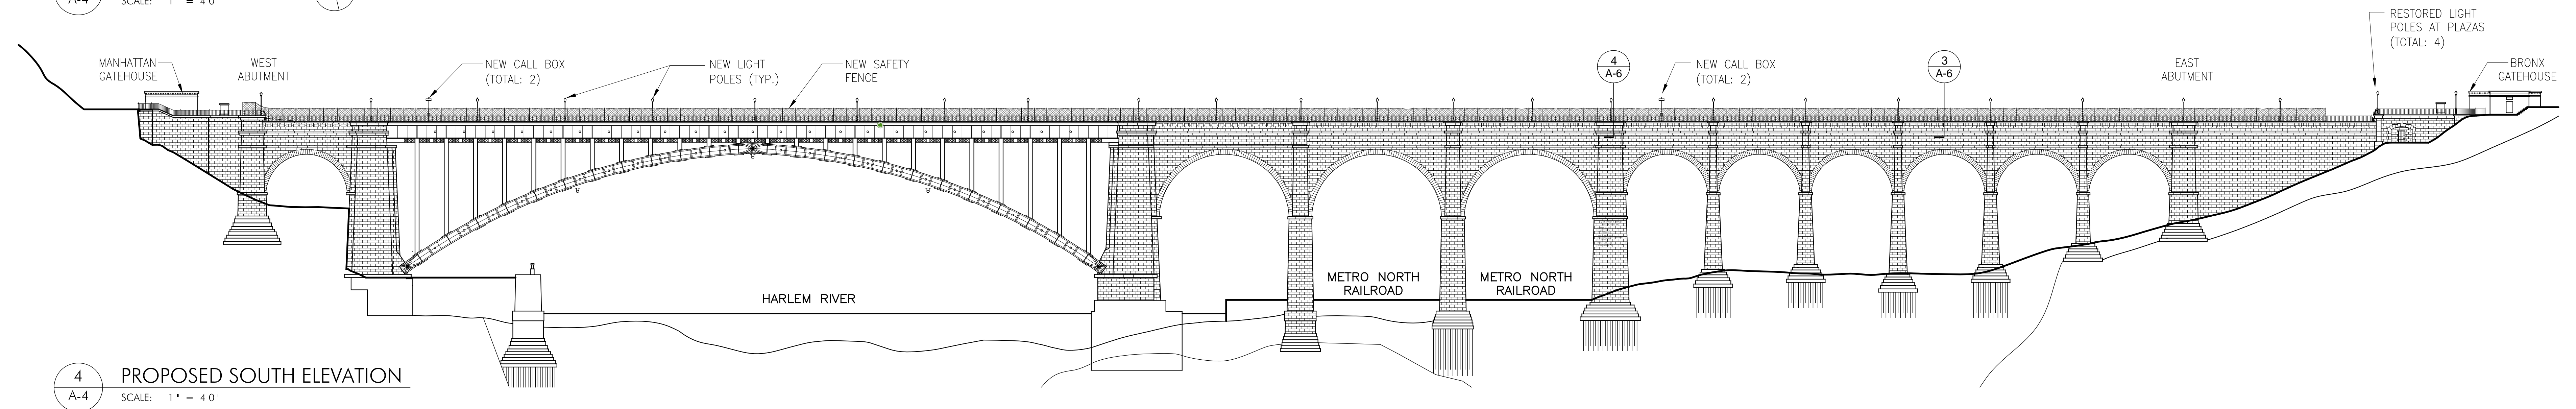 A-4
SCALE: 1" = 40'
MANHATTAN
GATEHOUSE
WEST
ABUTMENT
NEW CALL BOX
(TOTAL: 2)
NEW LIGHT
POLES (TYP.)
NEW SAFETY
FENCE
4
A-6
NEW CALL BOX
(TOTAL: 2)
3
A-6
EAST
ABUTMENT
RESTORED LIGHT
POLES AT PLAZAS
(TOTAL: 4)
BRONX
GATEHOUSE
HARLEM RIVER
METRO NORTH
RAILROAD
METRO NORTH
RAILROAD
4
A-4
PROPOSED SOUTH ELEVATION
SCALE: 1" = 40'